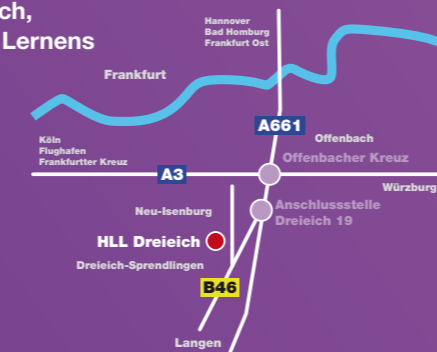 ch,
Lernens
Hannover
Bad Homburg
Frankfurt Ost
Frankfurt
A661
Offenbach
Köln
Flughafen
Frankfurtter Kreuz
Offenbacher Kreuz
A3
Würzburg
Neu-Isenburg
Anschlussstelle
Dreieich 19
HLL Dreieich
Dreieich-Sprendlingen
B46
Langen